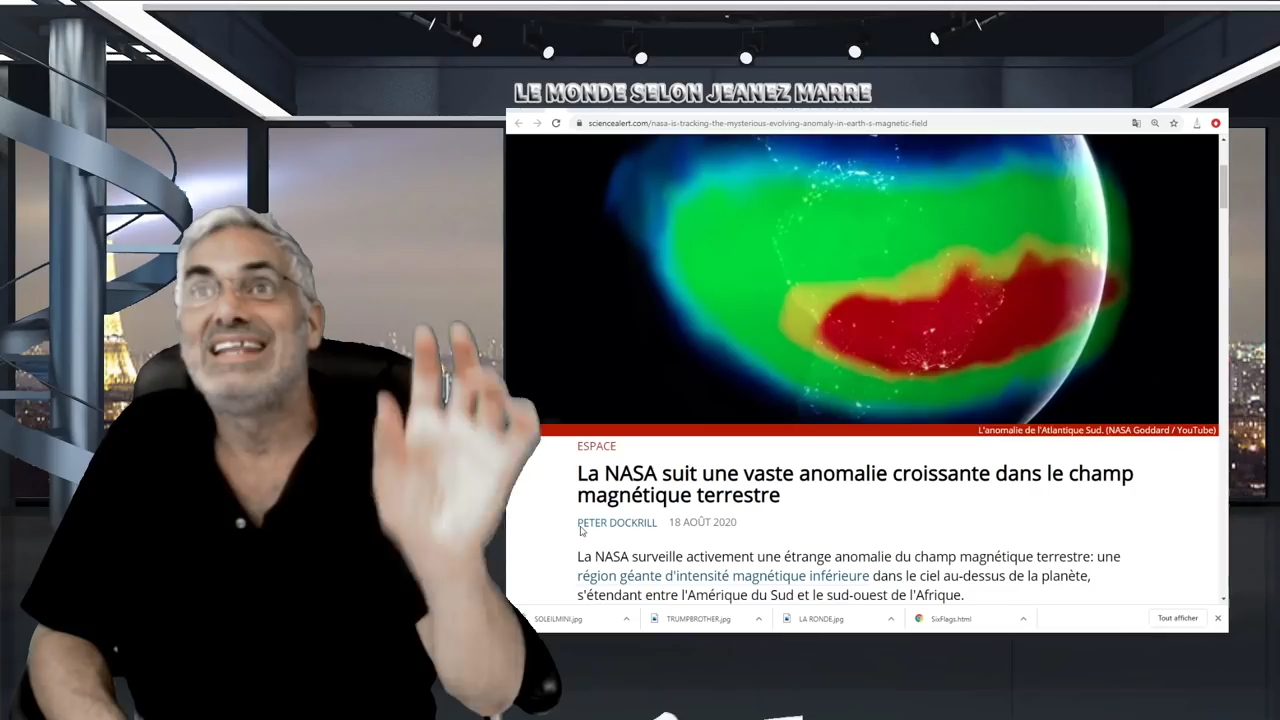 LE MONDE SELON JEANEZ MARRE
sciencealert.com/nasa-is-tracking-the-mysterious-evolving-anomaly-in-earth-s-magnetic-field
L'anomalie de l'Atlantique Sud. (NASA Goddard / YouTube)
ESPACE
La NASA suit une vaste anomalie croissante dans le champ
magnétique terrestre
PETER DOCKRILL 18 AOÛT 2020
La NASA surveille activement une étrange anomalie du champ magnétique terrestre: une
région géante d'intensité magnétique inférieure dans le ciel au-dessus de la planète,
s'étendant entre l'Amérique du Sud et le sud-ouest de l'Afrique.
SOLEILMINI.jpg TRUMPBROTHER.jpg LA RONDE.jpg SixFlags.html Tout afficher